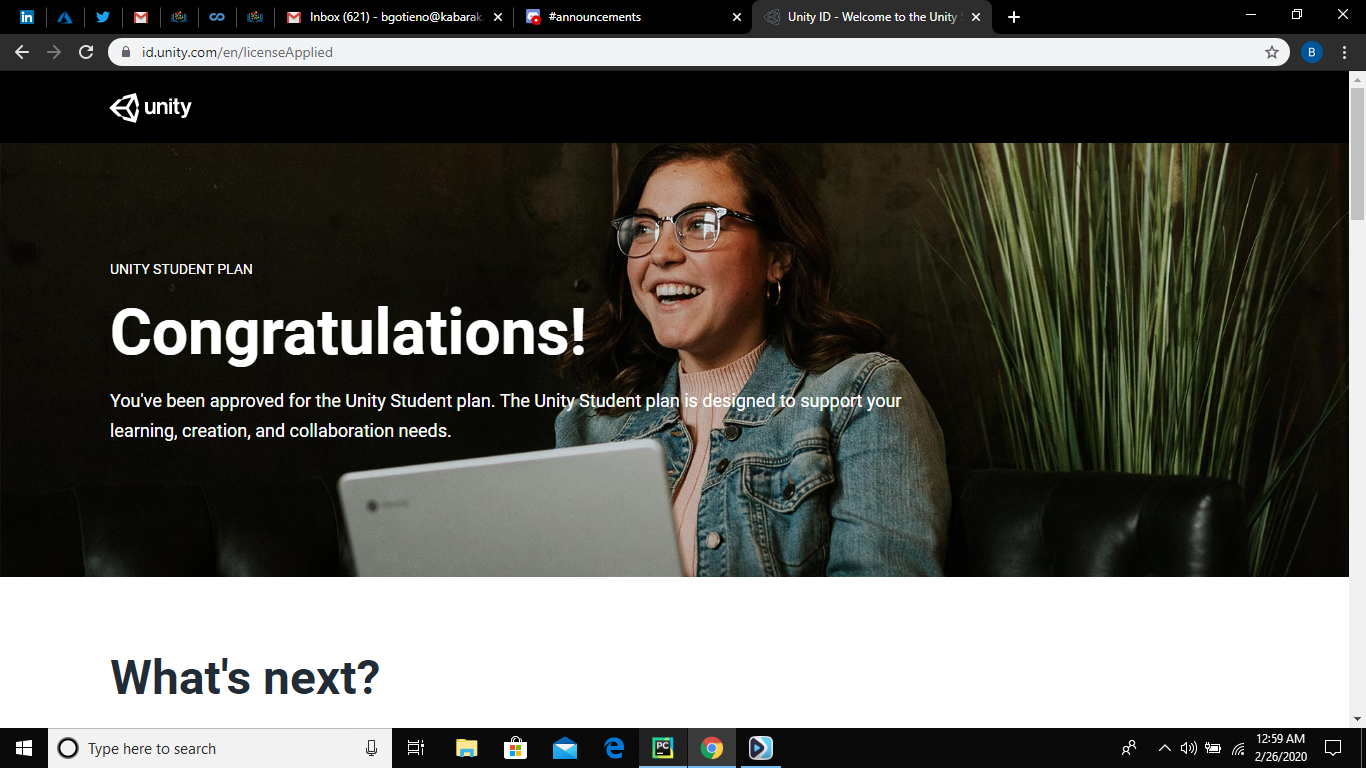 Inbox (621) - bgotieno@kabarak
#announcements
Unity ID - Welcome to the Unity
id.unity.com/en/licenseApplied
B
unity
UNITY STUDENT PLAN
Congratulations!
You've been approved for the Unity Student plan. The Unity Student plan is designed to support your
learning, creation, and collaboration needs.
What's next?
Type here to search
PC
12:59 AM
2/26/2020